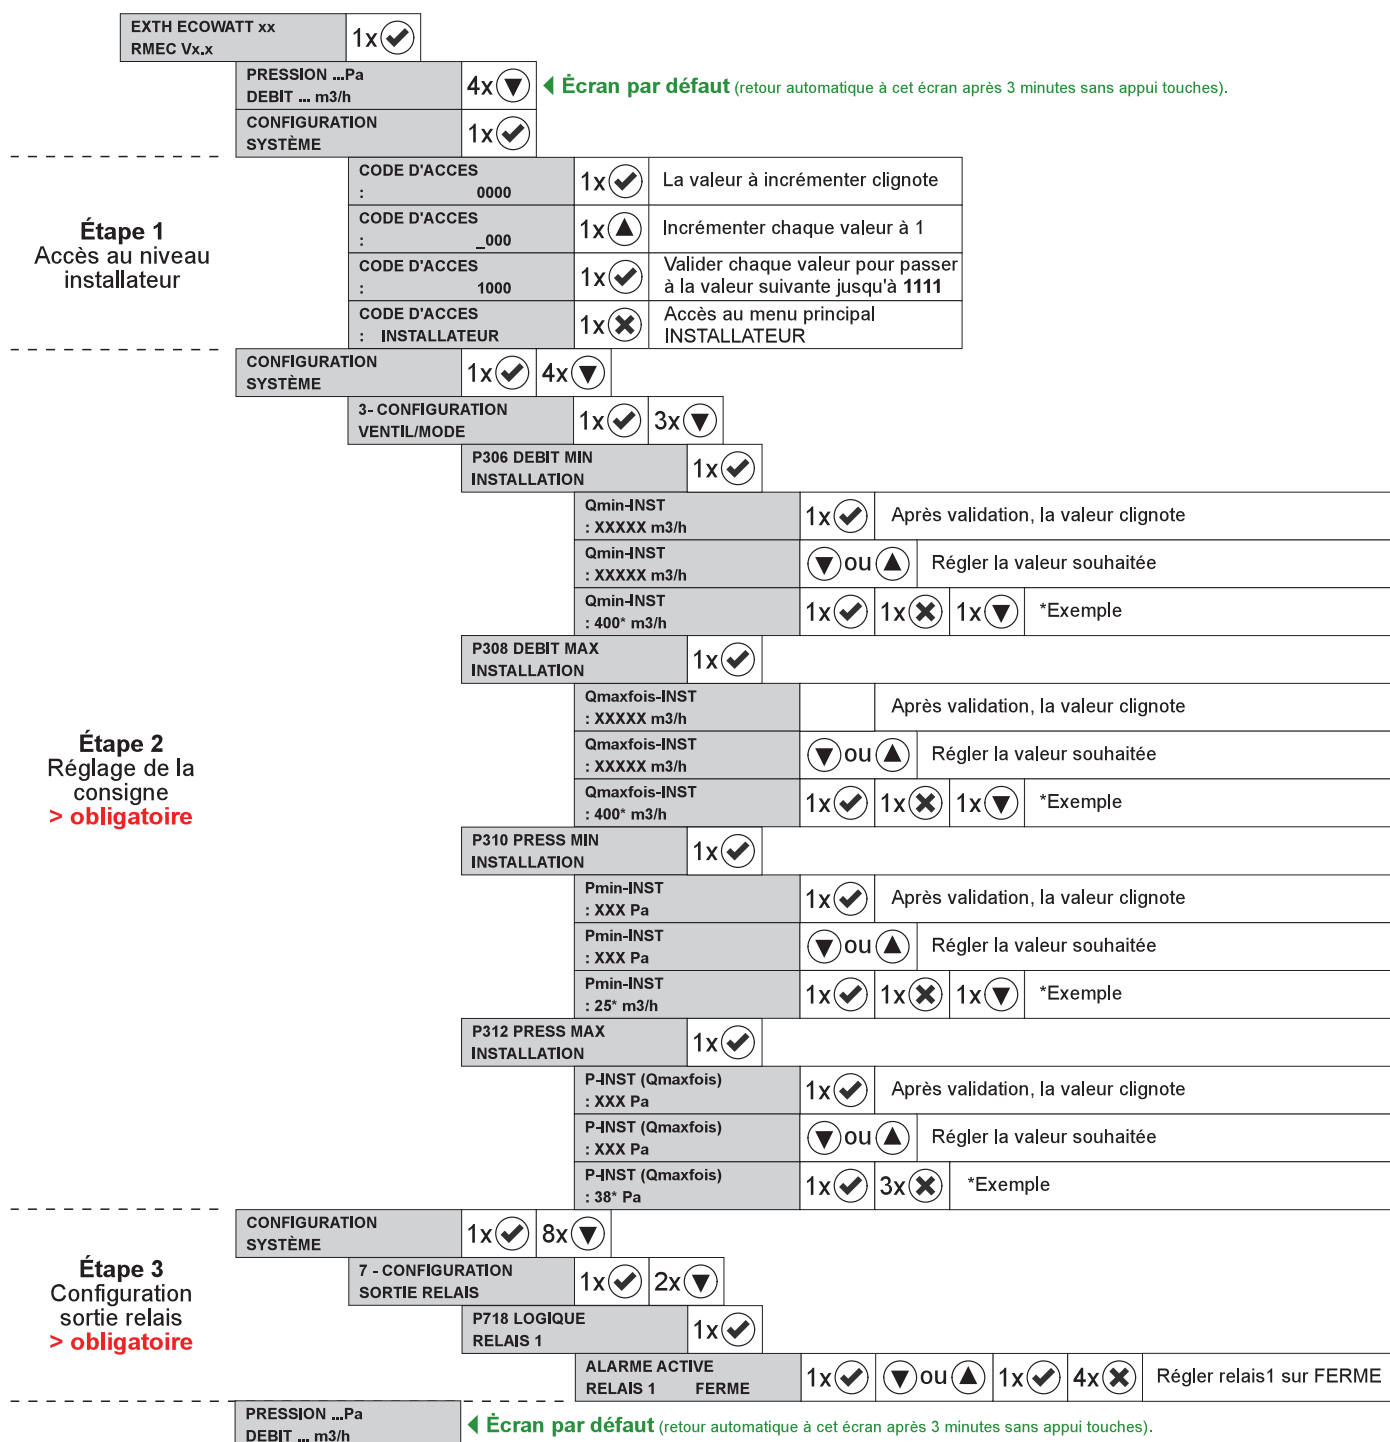 EXTH ECOWATT xx
RMEC Vx.x
1x
PRESSION ...Pa
DEBIT ... m3/h
4x
Écran par défaut (retour automatique à cet écran après 3 minutes sans appui touches).
CONFIGURATION
SYSTÈME
1x
Étape 1
Accès au niveau
installateur
CODE D'ACCES
: 0000
1x
La valeur à incrémenter clignote
CODE D'ACCES
: _000
1x
Incrémenter chaque valeur à 1
CODE D'ACCES
: 1000
1x
Valider chaque valeur pour passer
à la valeur suivante jusqu'à 1111
CODE D'ACCES
: INSTALLATEUR
1x
Accès au menu principal
INSTALLATEUR
Étape 2
Réglage de la
consigne
> obligatoire
CONFIGURATION
SYSTÈME
1x 4x
3- CONFIGURATION
VENTIL/MODE
1x 3x
P306 DEBIT MIN
INSTALLATION
1x
Qmin-INST
: XXXXX m3/h
1x
Après validation, la valeur clignote
Qmin-INST
: XXXXX m3/h
ou
Régler la valeur souhaitée
Qmin-INST
: 400* m3/h
1x 1x 1x
*Exemple
P308 DEBIT MAX
INSTALLATION
1x
Qmaxfois-INST
: XXXXX m3/h
Après validation, la valeur clignote
Qmaxfois-INST
: XXXXX m3/h
ou
Régler la valeur souhaitée
Qmaxfois-INST
: 400* m3/h
1x 1x 1x
*Exemple
P310 PRESS MIN
INSTALLATION
1x
Pmin-INST
: XXX Pa
1x
Après validation, la valeur clignote
Pmin-INST
: XXX Pa
ou
Régler la valeur souhaitée
Pmin-INST
: 25* m3/h
1x 1x 1x
*Exemple
P312 PRESS MAX
INSTALLATION
1x
P-INST (Qmaxfois)
: XXX Pa
1x
Après validation, la valeur clignote
P-INST (Qmaxfois)
: XXX Pa
ou
Régler la valeur souhaitée
P-INST (Qmaxfois)
: 38* Pa
1x 3x
*Exemple
Étape 3
Configuration
sortie relais
> obligatoire
CONFIGURATION
SYSTÈME
1x 8x
7 - CONFIGURATION
SORTIE RELAIS
1x 2x
P718 LOGIQUE
RELAIS 1
1x
ALARME ACTIVE
RELAIS 1 FERME
1x ou 1x 4x
Régler relais1 sur FERME
PRESSION ...Pa
DEBIT ... m3/h
Écran par défaut (retour automatique à cet écran après 3 minutes sans appui touches).